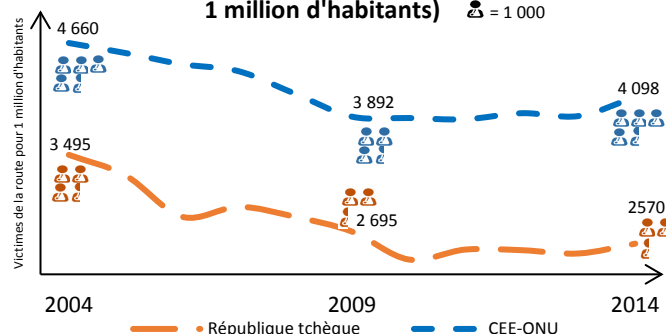 1 million d'habitants)
= 1 000
Victimes de la route pour 1 million d'habitants
4 660
3 892
4 098
3 495
2 695
2570
2004
2009
2014
République tchèque
CEE-ONU